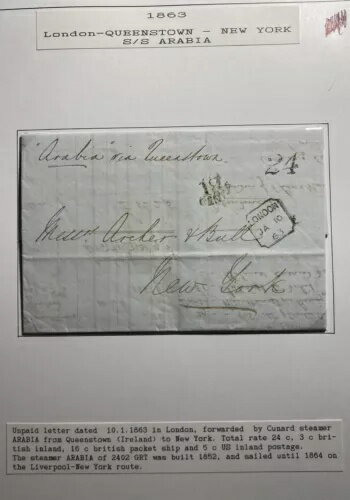 1863
London-QUEENSTOWN - NEW YORK
S/S ARABIA
"Arabia" via Queenstown.
24
19
LONDON
JA 10
63
Messrs. Archer & Bull
New York
Unpaid letter dated 10.1.1863 in London, forwarded by Cunard steamer
ARABIA from Queenstown (Ireland) to New York. Total rate 24 c, 3 c bri-
tish inland, 16 c british packet ship and 5 c US inland postage.
The steamer ARABIA of 2402 GRT was built 1852, and sailed until 1864 on
the Liverpool-New York route.